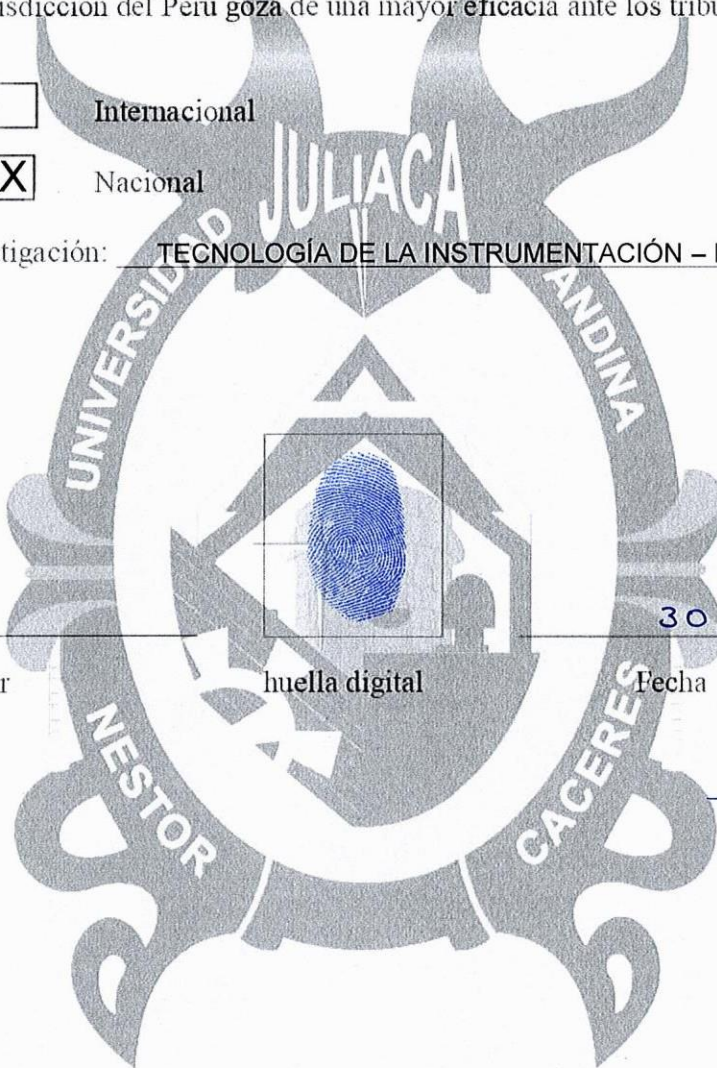 isdicción del Perú goza de una mayor eficacia ante los tribu
Internacional
X Nacional
tigación: TECNOLOGÍA DE LA INSTRUMENTACIÓN –
UNIVERSIDAD ANDINA
JULIACA
NESTOR CACERES
30
huella digital
Fecha